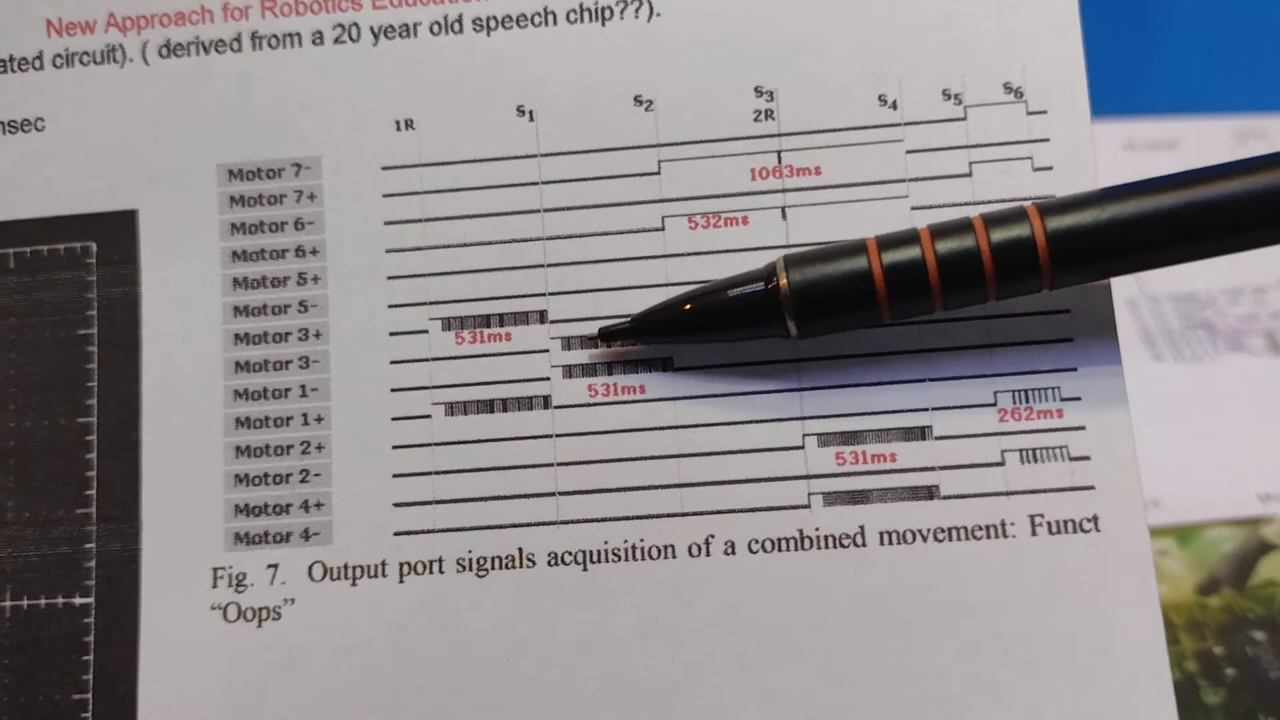 New Approach for Robotics
ated circuit). ( derived from a 20 year old speech chip??).
nsec
1R S1 S2 S3 S4 S5 S6
2R
Motor 7-
Motor 7+
1063ms
Motor 6-
532ms
Motor 6+
Motor 5+
Motor 5-
Motor 3+
531ms
Motor 3-
Motor 1-
531ms
Motor 1+
262ms
Motor 2+
531ms
Motor 2-
Motor 4+
Motor 4-
Fig. 7. Output port signals acquisition of a combined movement: Funct
“Oops”